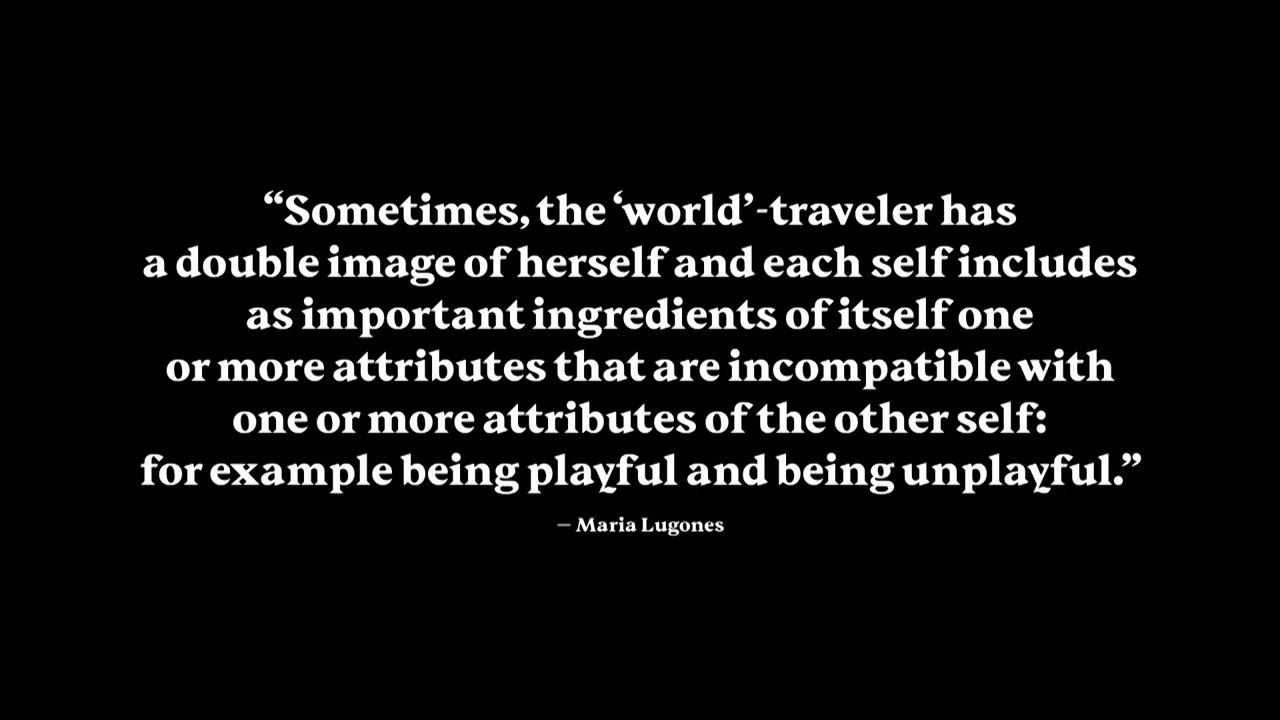 “Sometimes, the ‘world’-traveler has
a double image of herself and each self includes
as important ingredients of itself one
or more attributes that are incompatible with
one or more attributes of the other self:
for example being playful and being unplayful.”
– Maria Lugones